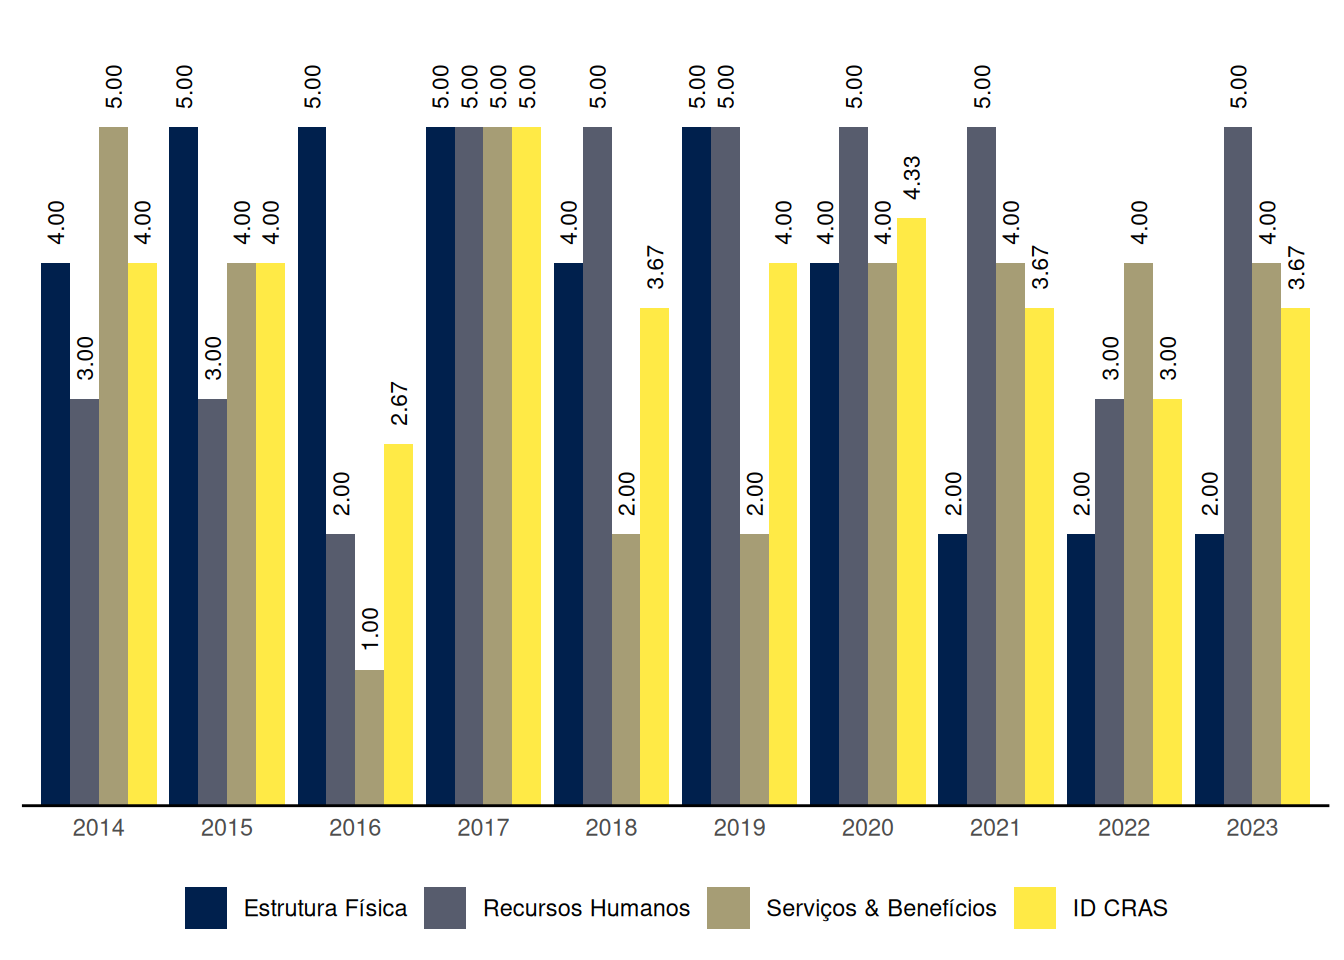 4.00 3.00 5.00 4.00
5.00 3.00 4.00 4.00
5.00 2.00 1.00 2.67
5.00 5.00 5.00 5.00
4.00 5.00 2.00 3.67
5.00 5.00 2.00 4.00
4.00 5.00 4.00 4.33
2.00 5.00 4.00 3.67
2.00 3.00 4.00 3.00
2.00 5.00 4.00 3.67
2014 2015 2016 2017 2018 2019 2020 2021 2022 2023
Estrutura Física Recursos Humanos Serviços & Benefícios ID CRAS